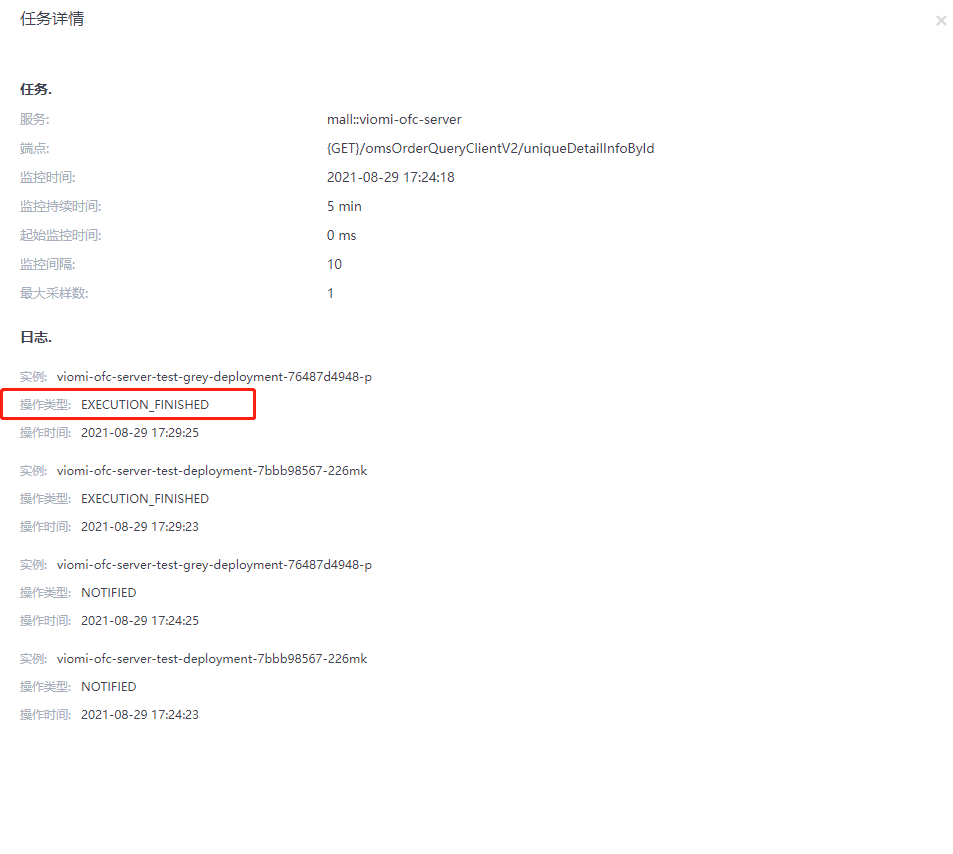 任务详情
任务.
服务: mall::viomi-ofc-server
端点: {GET}/omsOrderQueryClientV2/uniqueDetailInfoById
监控时间: 2021-08-29 17:24:18
监控持续时间: 5 min
起始监控时间: 0 ms
监控间隔: 10
最大采样数: 1
日志.
实例: viomi-ofc-server-test-grey-deployment-76487d4948-p
操作类型: EXECUTION_FINISHED
操作时间: 2021-08-29 17:29:25
实例: viomi-ofc-server-test-deployment-7bbb98567-226mk
操作类型: EXECUTION_FINISHED
操作时间: 2021-08-29 17:29:23
实例: viomi-ofc-server-test-grey-deployment-76487d4948-p
操作类型: NOTIFIED
操作时间: 2021-08-29 17:24:25
实例: viomi-ofc-server-test-deployment-7bbb98567-226mk
操作类型: NOTIFIED
操作时间: 2021-08-29 17:24:23